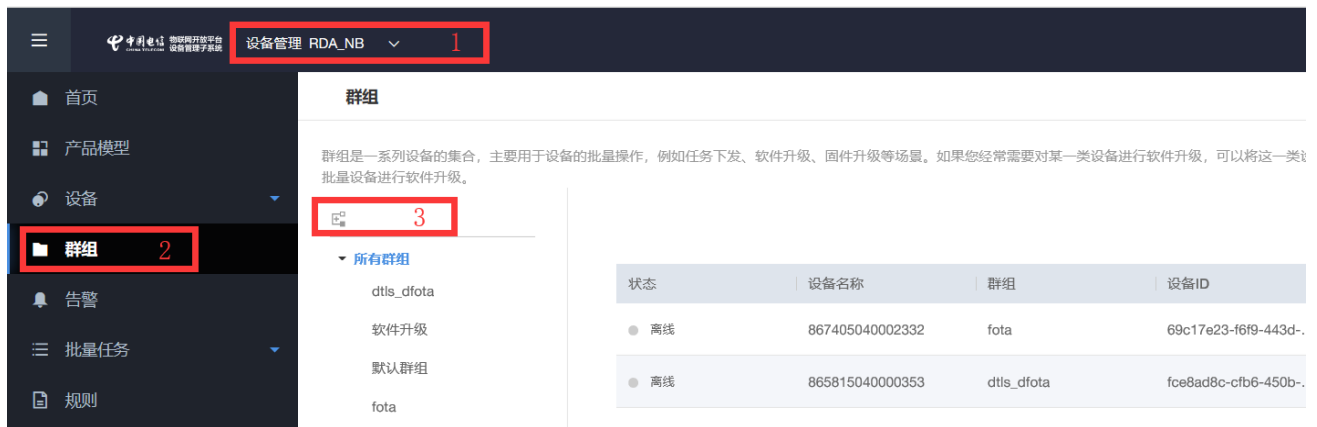 中国电信 物联网开放平台
CHINA TELECOM 设备管理子系统
设备管理 RDA_NB 1
首页
产品模型
设备
群组 2
告警
批量任务
规则
群组
群组是一系列设备的集合，主要用于设备的批量操作，例如任务下发、软件升级、固件升级等场景。如果您经常需要对某一类设备进行软件升级，可以将这一类
批量设备进行软件升级。
3
所有群组
dtls_dfota
软件升级
默认群组
fota
状态 设备名称 群组 设备ID
离线 867405040002332 fota 69c17e23-f6f9-443d-..
离线 865815040000353 dtls_dfota fce8ad8c-cfb6-450b-..